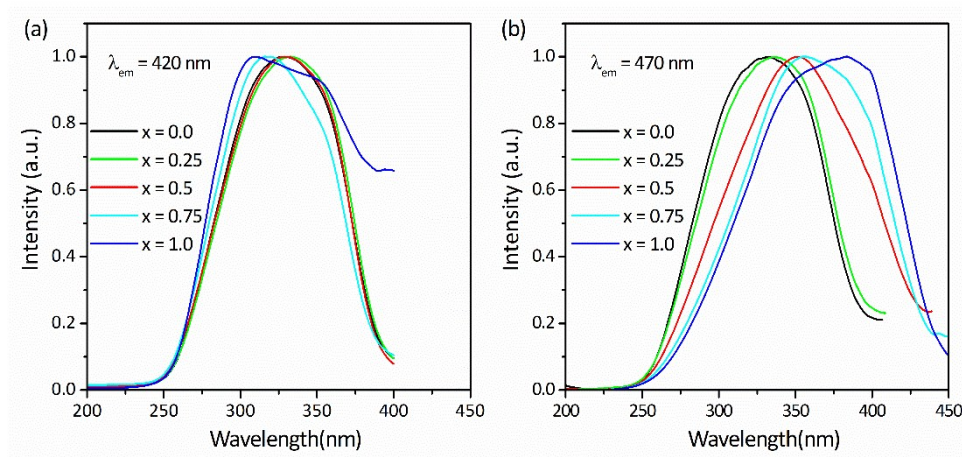 (a)
λem = 420 nm
x = 0.0
x = 0.25
x = 0.5
x = 0.75
x = 1.0
Intensity (a.u.)
1.0
0.8
0.6
0.4
0.2
0.0
200 250 300 350 400 450
Wavelength(nm)
(b)
λem = 470 nm
x = 0.0
x = 0.25
x = 0.5
x = 0.75
x = 1.0
Intensity (a.u.)
1.0
0.8
0.6
0.4
0.2
0.0
200 250 300 350 400 450
Wavelength(nm)